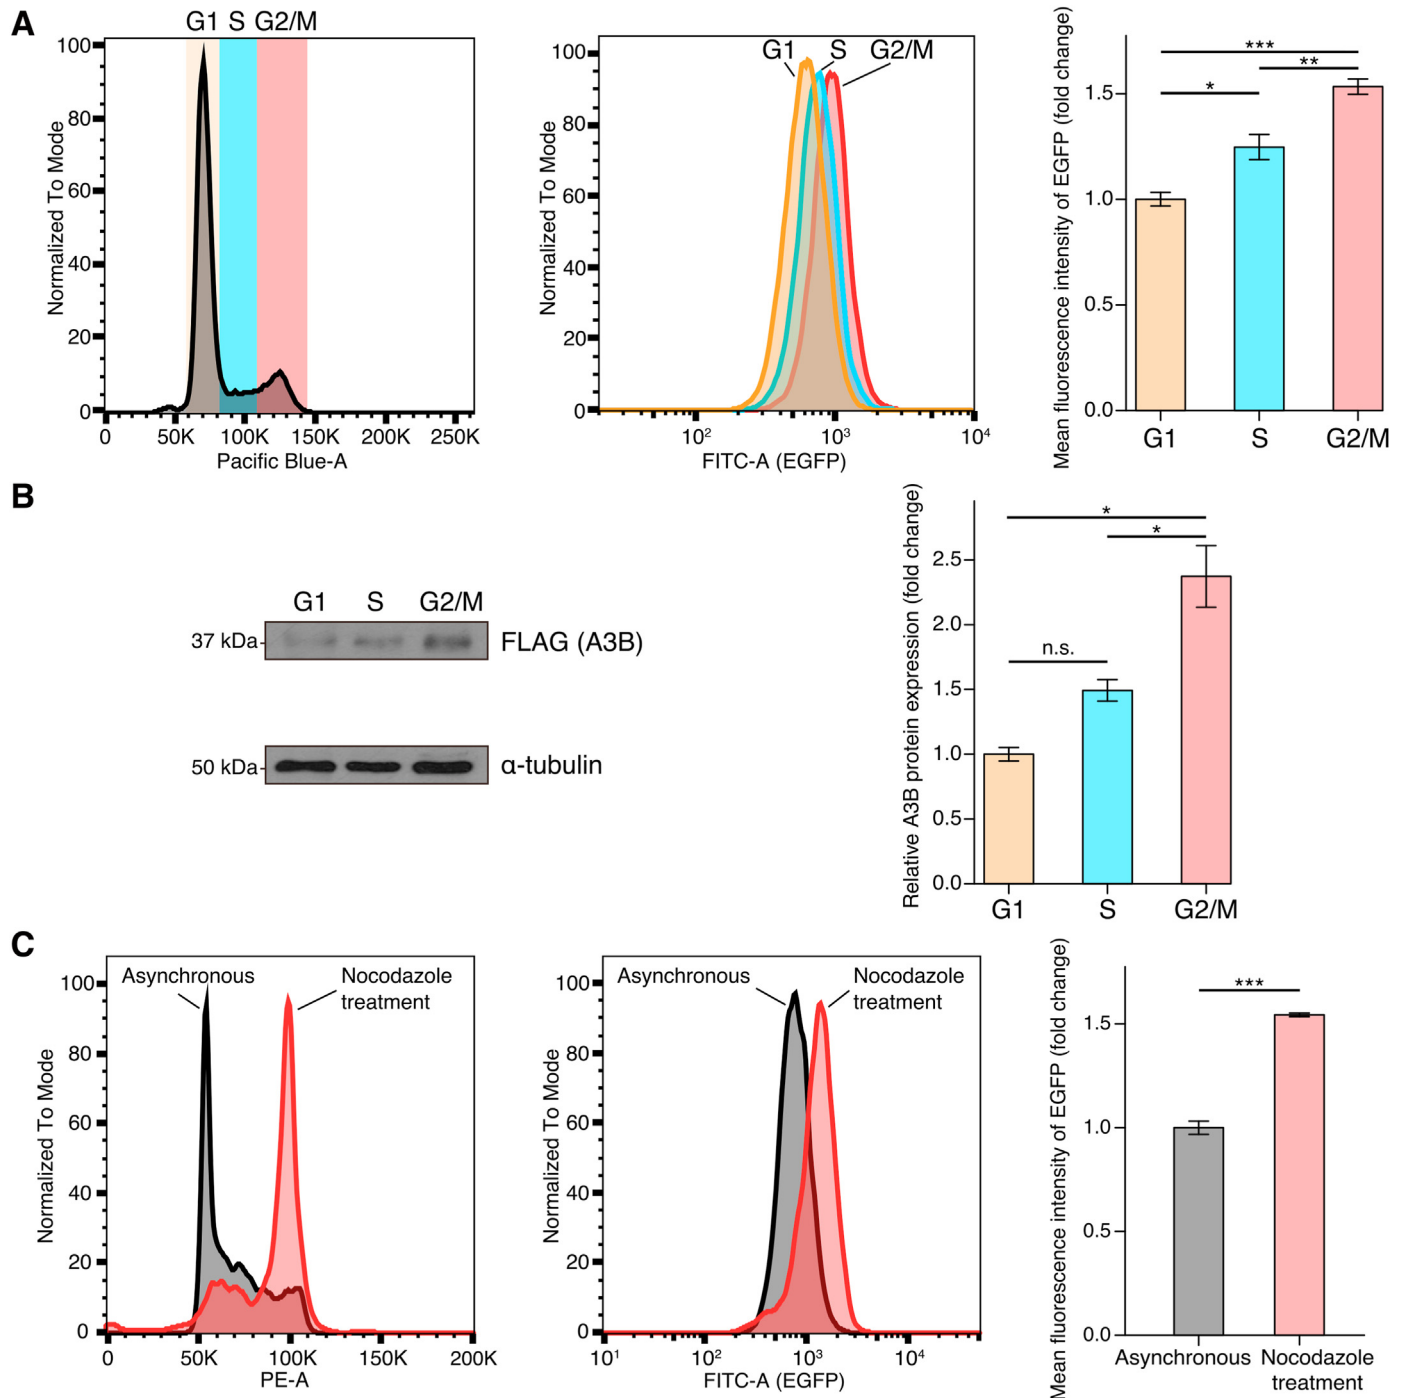 A
G1 S G2/M
100
80
60
40
20
0
0 50K 100K 150K 200K 250K
Normalized To Mode
Pacific Blue-A
G1 S G2/M
100
80
60
40
20
0
10² 10³ 10⁴
Normalized To Mode
FITC-A (EGFP)
Mean fluorescence intensity of EGFP (fold change)
***
**
*
1.5
1.0
0.5
0.0
G1 S G2/M
B
G1 S G2/M
37 kDa
FLAG (A3B)
50 kDa
α-tubulin
Relative A3B protein expression (fold change)
*
*
n.s.
2.5
2.0
1.5
1.0
0.5
0.0
G1 S G2/M
C
Asynchronous
Nocodazole
treatment
100
80
60
40
20
0
0 50K 100K 150K 200K
Normalized To Mode
PE-A
Asynchronous
Nocodazole
treatment
100
80
60
40
20
0
10¹ 10² 10³ 10⁴
Normalized To Mode
FITC-A (EGFP)
Mean fluorescence intensity of EGFP (fold change)
***
1.5
1.0
0.5
0.0
Asynchronous Nocodazole
treatment